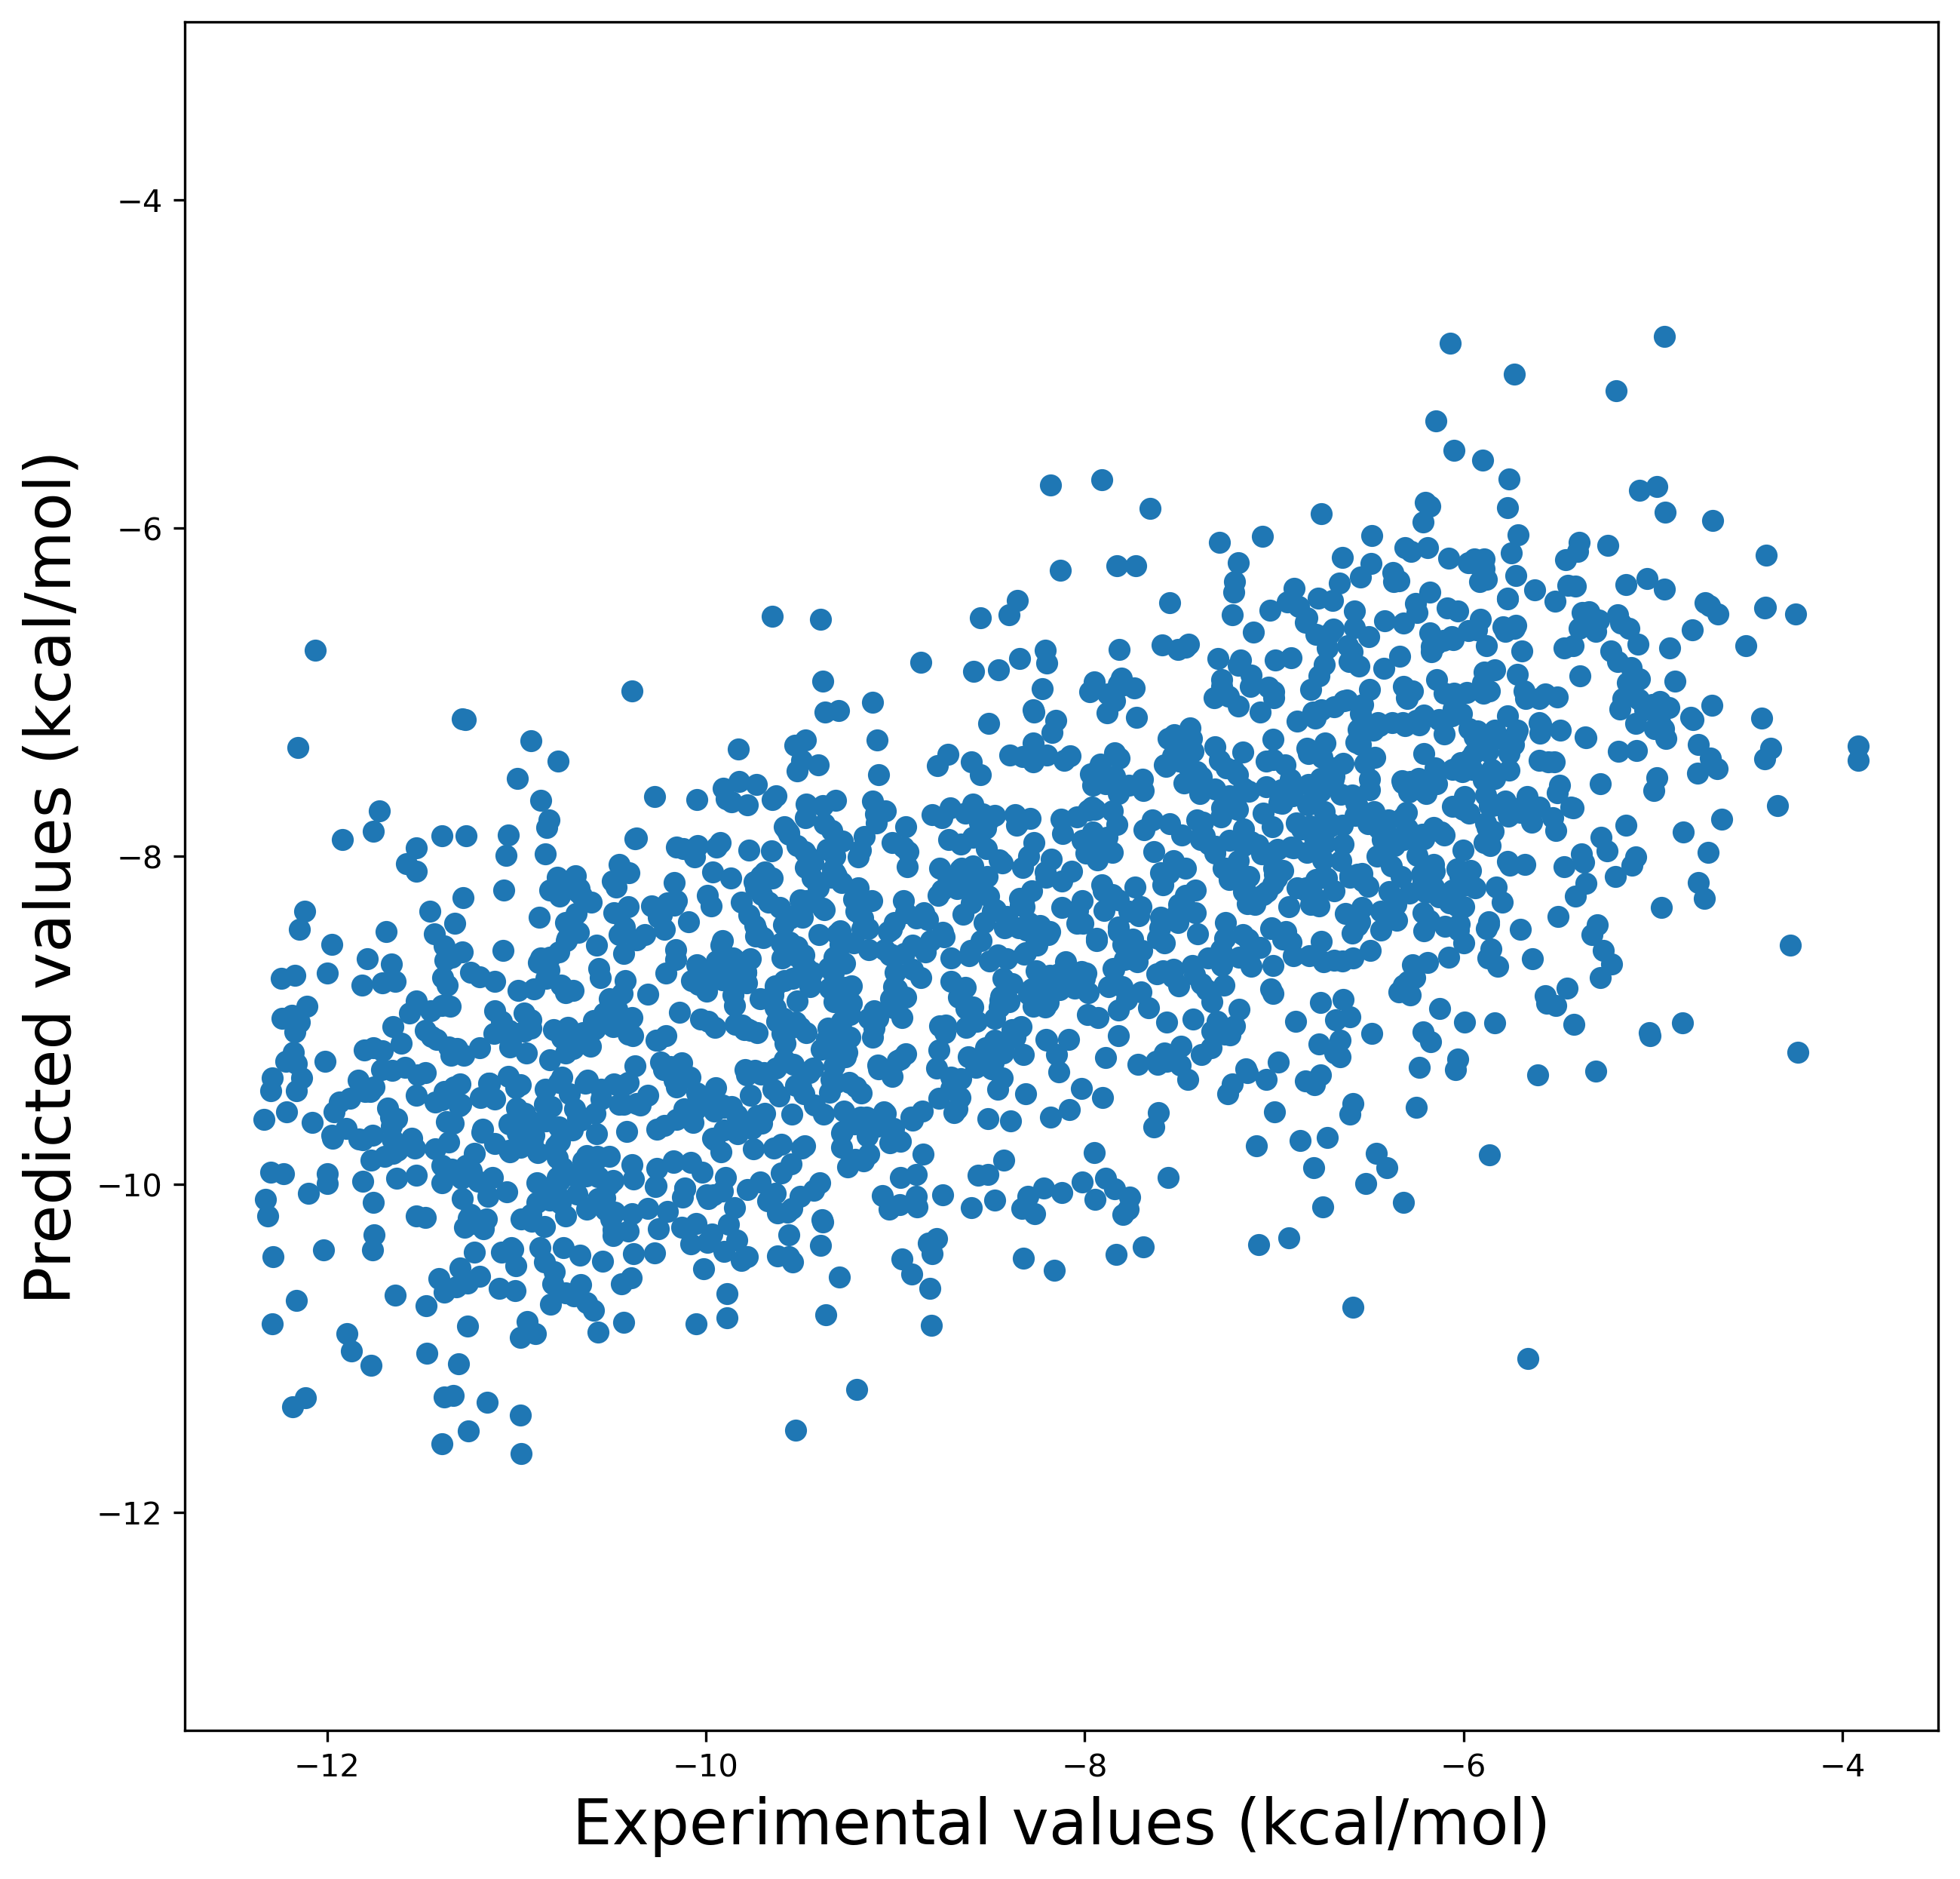 Predicted values (kcal/mol)
−4
−6
−8
−10
−12
−12 −10 −8 −6 −4
Experimental values (kcal/mol)